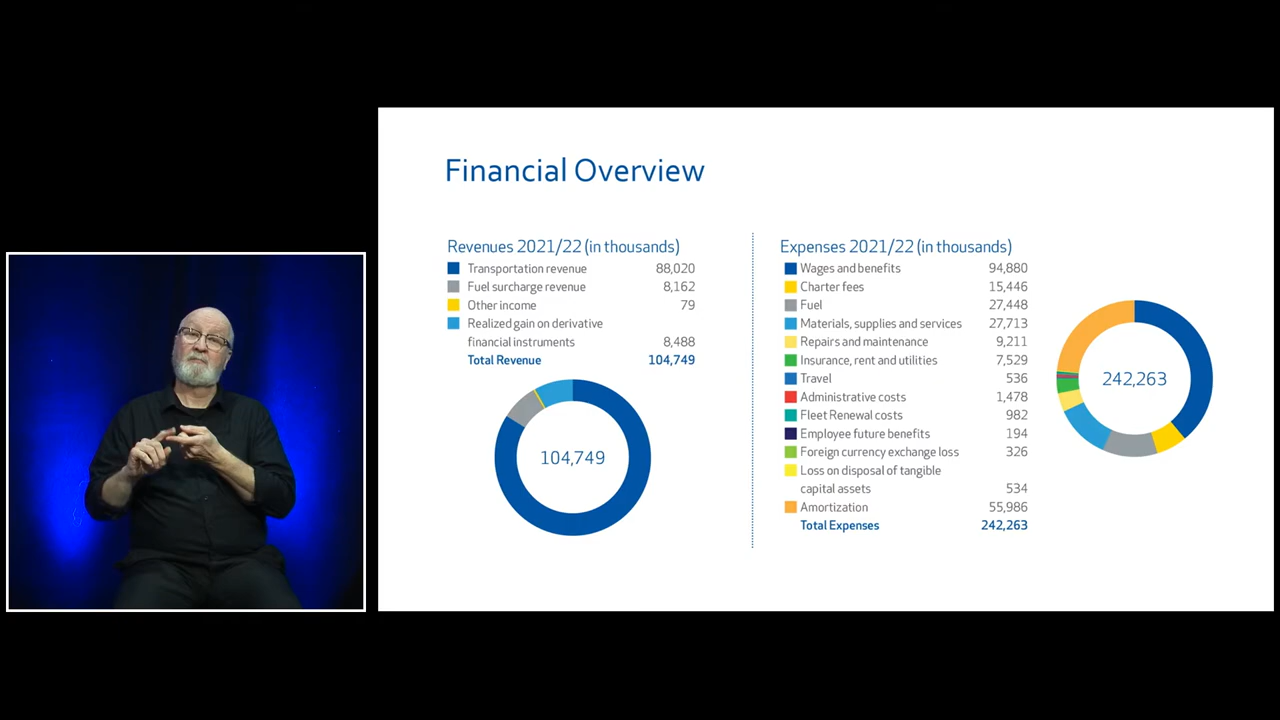 Financial Overview
Revenues 2021/22 (in thousands)
Transportation revenue 88,020
Fuel surcharge revenue 8,162
Other income 79
Realized gain on derivative
financial instruments 8,488
Total Revenue 104,749
104,749
Expenses 2021/22 (in thousands)
Wages and benefits 94,880
Charter fees 15,446
Fuel 27,448
Materials, supplies and services 27,713
Repairs and maintenance 9,211
Insurance, rent and utilities 7,529
Travel 536
Administrative costs 1,478
Fleet Renewal costs 982
Employee future benefits 194
Foreign currency exchange loss 326
Loss on disposal of tangible
capital assets 534
Amortization 55,986
Total Expenses 242,263
242,263